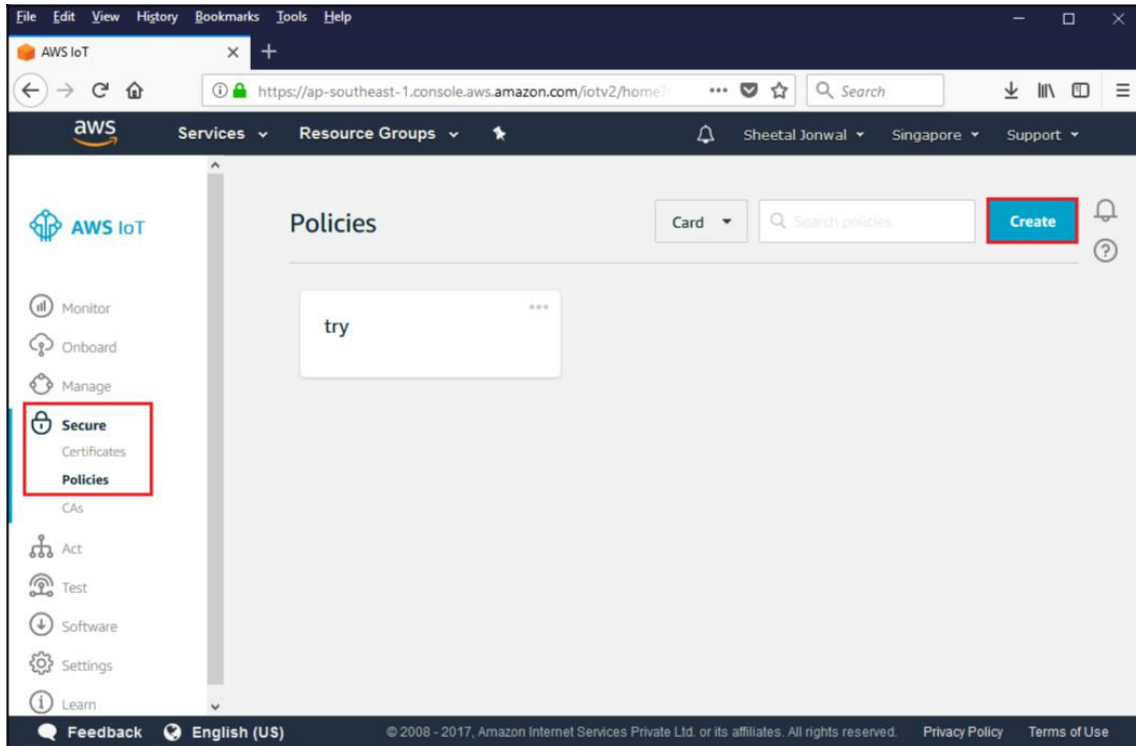 File Edit View History Bookmarks Tools Help
AWS IoT
https://ap-southeast-1.console.aws.amazon.com/iotv2/home?
Search
aws Services Resource Groups Sheetal Jonwal Singapore Support
AWS IoT
Policies Card Search policies Create
try
Monitor
Onboard
Manage
Secure
Certificates
Policies
CAs
Act
Test
Software
Settings
Learn
Feedback English (US) © 2008 - 2017, Amazon Internet Services Private Ltd. or its affiliates. All rights reserved. Privacy Policy Terms of Use